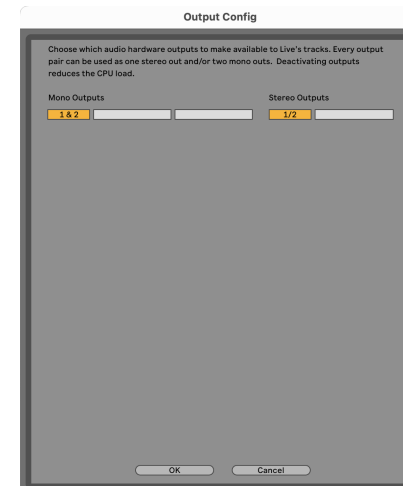 Output Config
Choose which audio hardware outputs to make available to Live's tracks. Every output
pair can be used as one stereo out and/or two mono outs. Deactivating outputs
reduces the CPU load.
Mono Outputs
Stereo Outputs
1 & 2
1/2
OK
Cancel